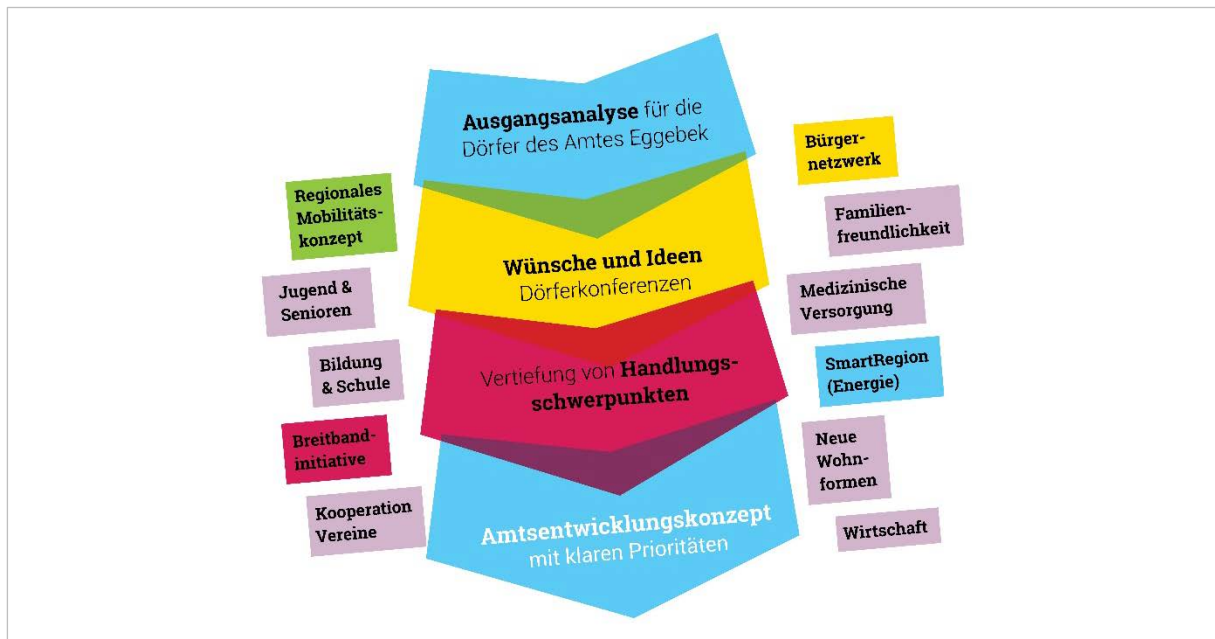 Ausgangsanalyse für die
Dörfer des Amtes Eggebek
Wünsche und Ideen
Dörferkonferenzen
Vertiefung von Handlungs-
schwerpunkten
Amtsentwicklungskonzept
mit klaren Prioritäten
Regionales
Mobilitäts-
konzept
Jugend &
Senioren
Bildung
& Schule
Breitband-
initiative
Kooperation
Vereine
Bürger-
netzwerk
Familien-
freundlichkeit
Medizinische
Versorgung
SmartRegion
(Energie)
Neue
Wohn-
formen
Wirtschaft